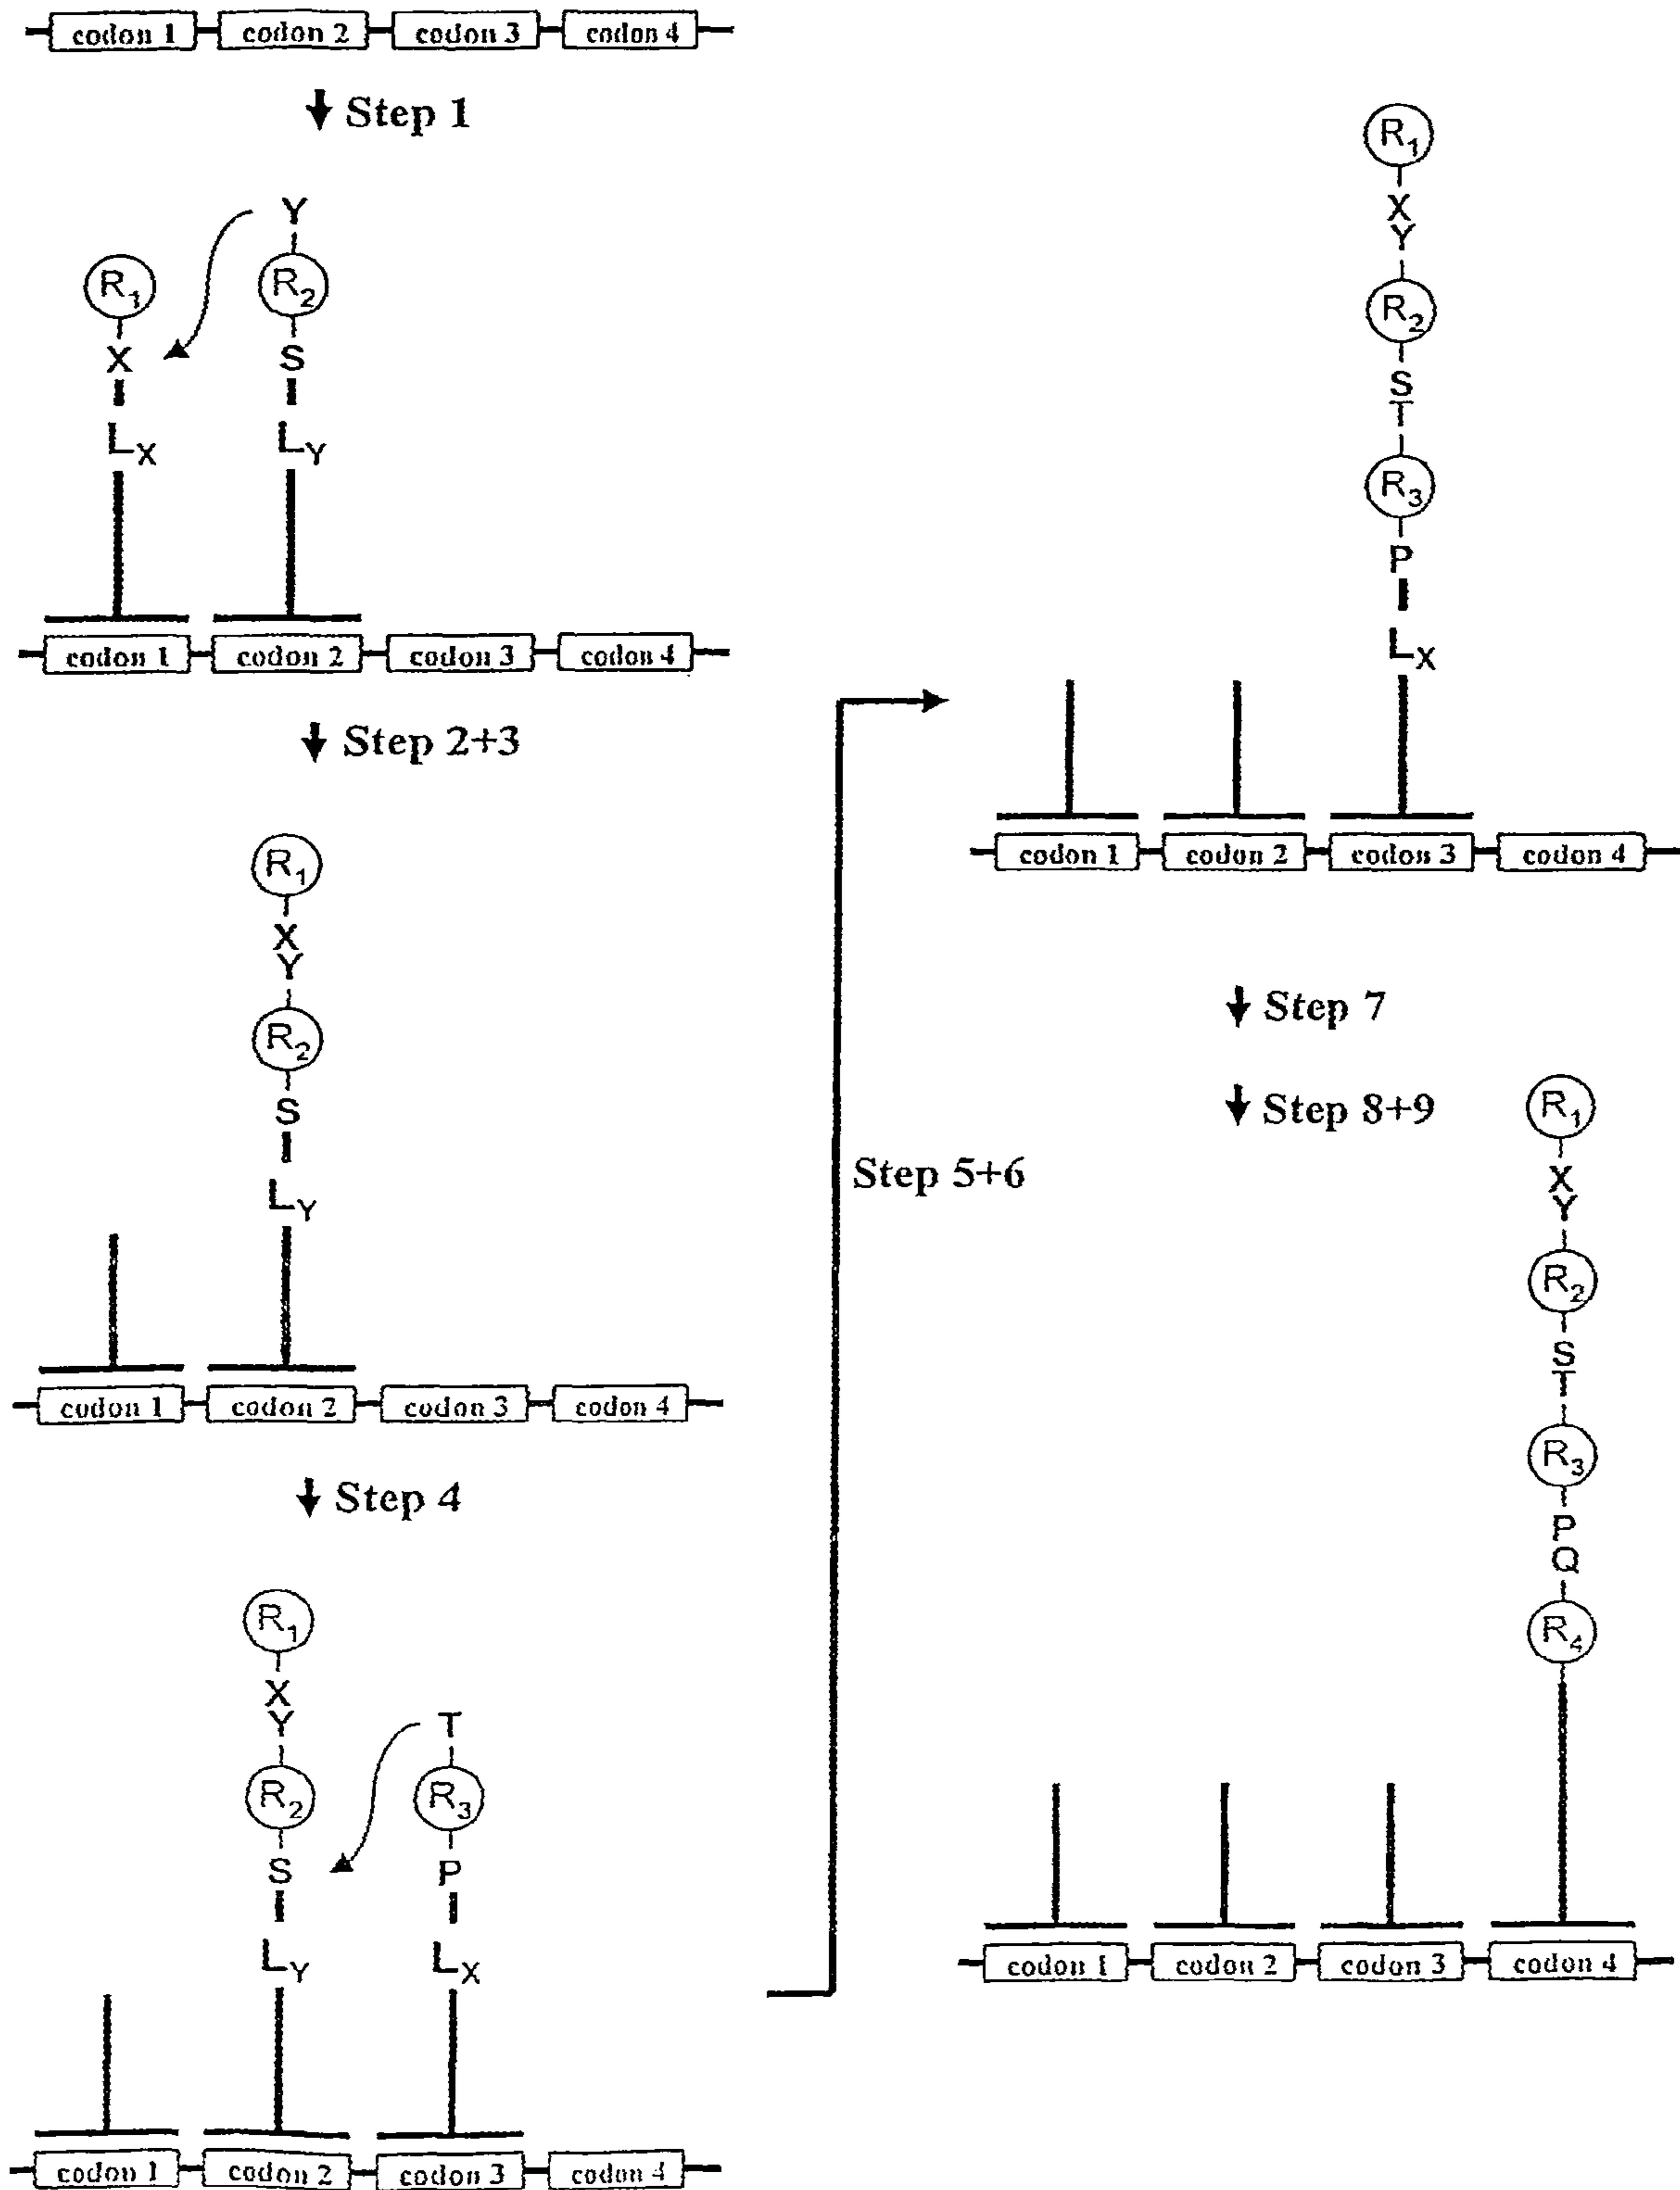 codon 1 codon 2 codon 3 codon 4
Step 1
Y
R1 R2
X S
LX LY
codon 1 codon 2 codon 3 codon 4
Step 2+3
R1
X
Y
R2
S
LY
codon 1 codon 2 codon 3 codon 4
Step 4
R1
X
Y T
R2 R3
S P
LY LX
codon 1 codon 2 codon 3 codon 4
Step 5+6
R1
X
Y
R2
S
T
R3
P
LX
codon 1 codon 2 codon 3 codon 4
Step 7
Step 8+9
R1
X
Y
R2
S
T
R3
P
Q
R4
codon 1 codon 2 codon 3 codon 4